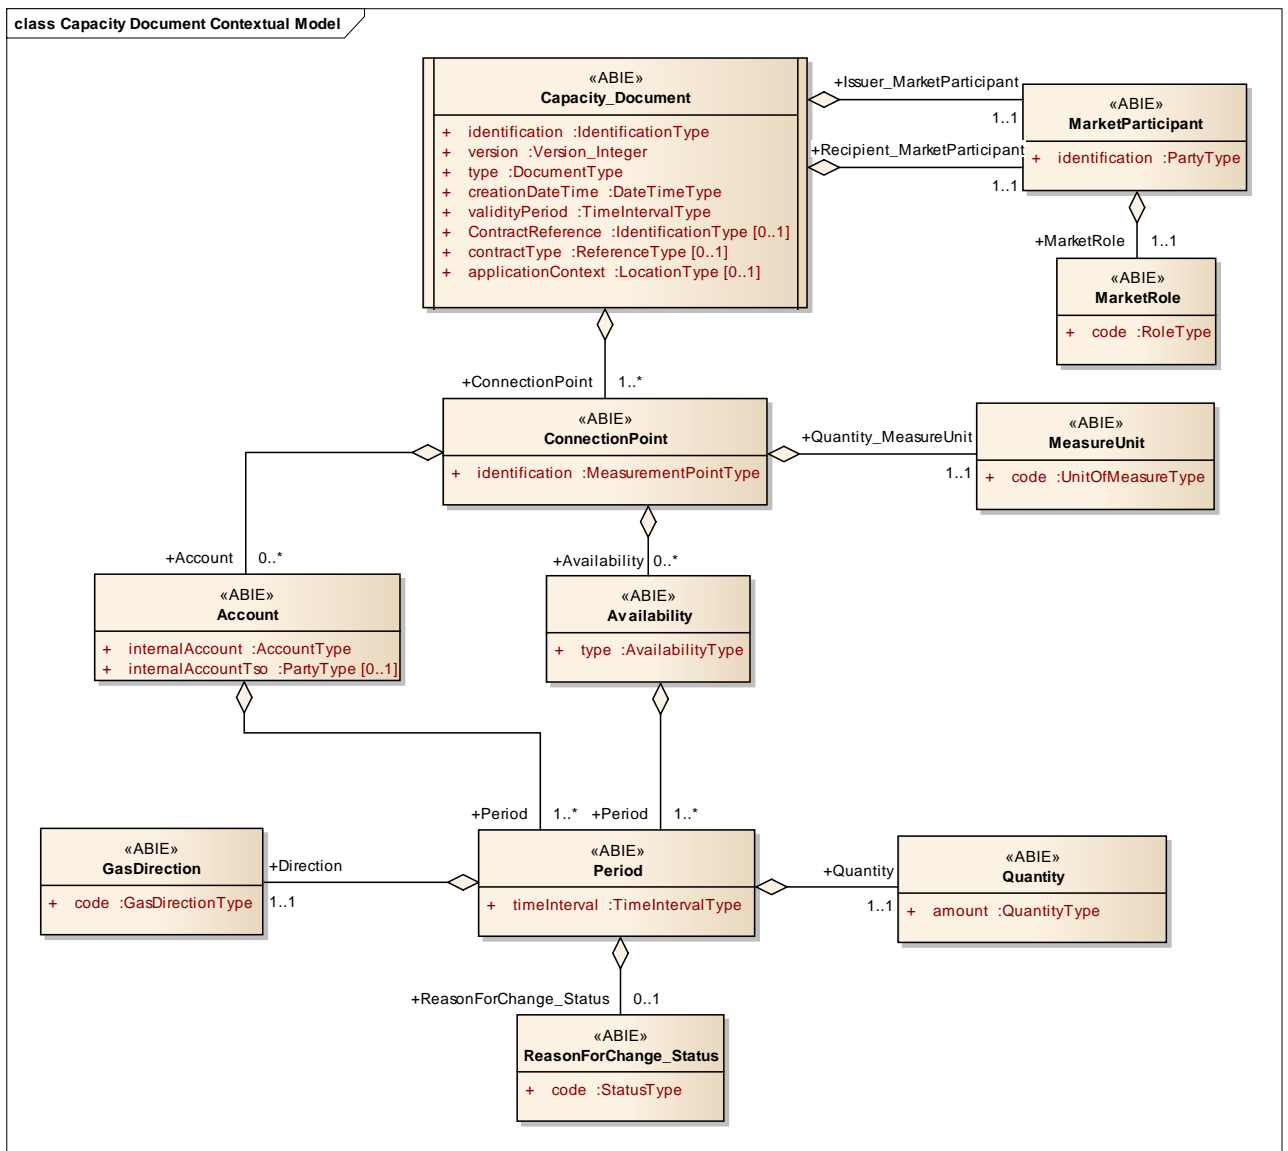 class Capacity Document Contextual Model
«ABIE»
Capacity_Document
+ identification :IdentificationType
+ version :Version_Integer
+ type :DocumentType
+ creationDateTime :DateTimeType
+ validityPeriod :TimeIntervalType
+ ContractReference :IdentificationType [0..1]
+ contractType :ReferenceType [0..1]
+ applicationContext :LocationType [0..1]
+Issuer_MarketParticipant
1..1
+Recipient_MarketParticipant
1..1
«ABIE»
MarketParticipant
+ identification :PartyType
+MarketRole 1..1
«ABIE»
MarketRole
+ code :RoleType
+ConnectionPoint 1..*
«ABIE»
ConnectionPoint
+ identification :MeasurementPointType
+Quantity_MeasureUnit
1..1
«ABIE»
MeasureUnit
+ code :UnitOfMeasureType
+Account 0..*
+Availability 0..*
«ABIE»
Account
+ internalAccount :AccountType
+ internalAccountTso :PartyType [0..1]
«ABIE»
Availability
+ type :AvailabilityType
+Period 1..*
+Period 1..*
«ABIE»
GasDirection
+ code :GasDirectionType
+Direction
1..1
«ABIE»
Period
+ timeInterval :TimeIntervalType
+Quantity
1..1
«ABIE»
Quantity
+ amount :QuantityType
+ReasonForChange_Status 0..1
«ABIE»
ReasonForChange_Status
+ code :StatusType